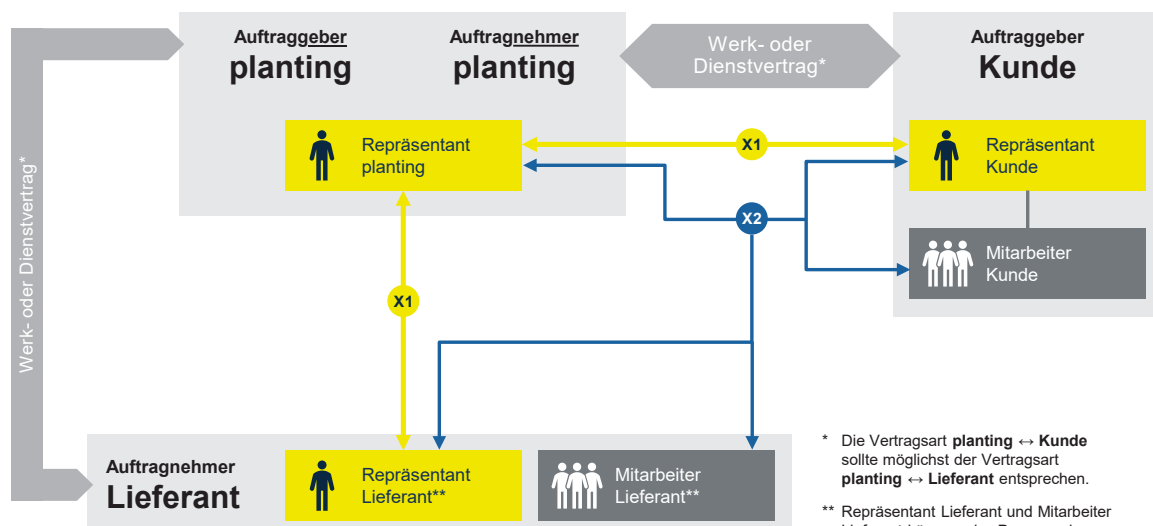 Auftraggeber
planting
Auftragnehmer
planting
Werk- oder
Dienstvertrag*
Auftraggeber
Kunde
Repräsentant
planting
X1
Repräsentant
Kunde
X2
Mitarbeiter
Kunde
Werk- oder Dienstvertrag*
X1
Auftragnehmer
Lieferant
Repräsentant
Lieferant**
Mitarbeiter
Lieferant**
* Die Vertragsart planting ↔ Kunde
sollte möglichst der Vertragsart
planting ↔ Lieferant entsprechen.
** Repräsentant Lieferant und Mitarbeiter